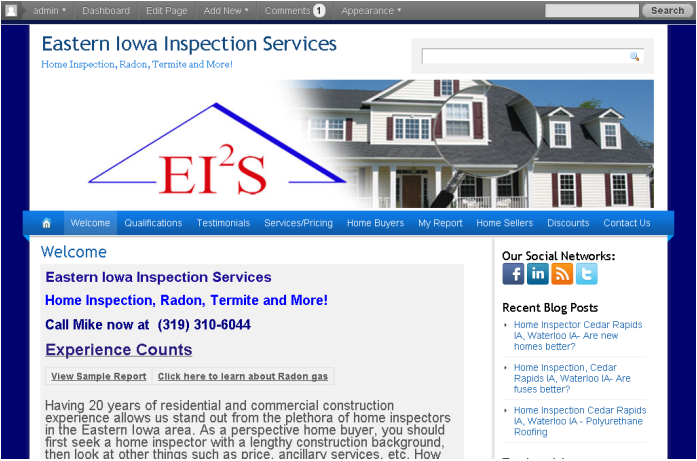 admin Dashboard Edit Page Add New Comments 1 Appearance Search
Eastern Iowa Inspection Services
Home Inspection, Radon, Termite and More!
EI²S
Welcome Qualifications Testimonials Services/Pricing Home Buyers My Report Home Sellers Discounts Contact Us
Welcome
Eastern Iowa Inspection Services
Home Inspection, Radon, Termite and More!
Call Mike now at (319) 310-6044
Experience Counts
View Sample Report Click here to learn about Radon gas
Having 20 years of residential and commercial construction
experience allows us stand out from the plethora of home inspectors
in the Eastern Iowa area. As a perspective home buyer, you should
first seek a home inspector with a lengthy construction background,
then look at other things such as price, ancillary services, etc. How
Our Social Networks:
f in t
Recent Blog Posts
Home Inspector Cedar Rapids
IA, Waterloo IA- Are new
homes better?
Home Inspection, Cedar
Rapids IA, Waterloo IA- Are
fuses better?
Home Inspection Cedar Rapids
IA, Waterloo IA - Polyurethane
Roofing